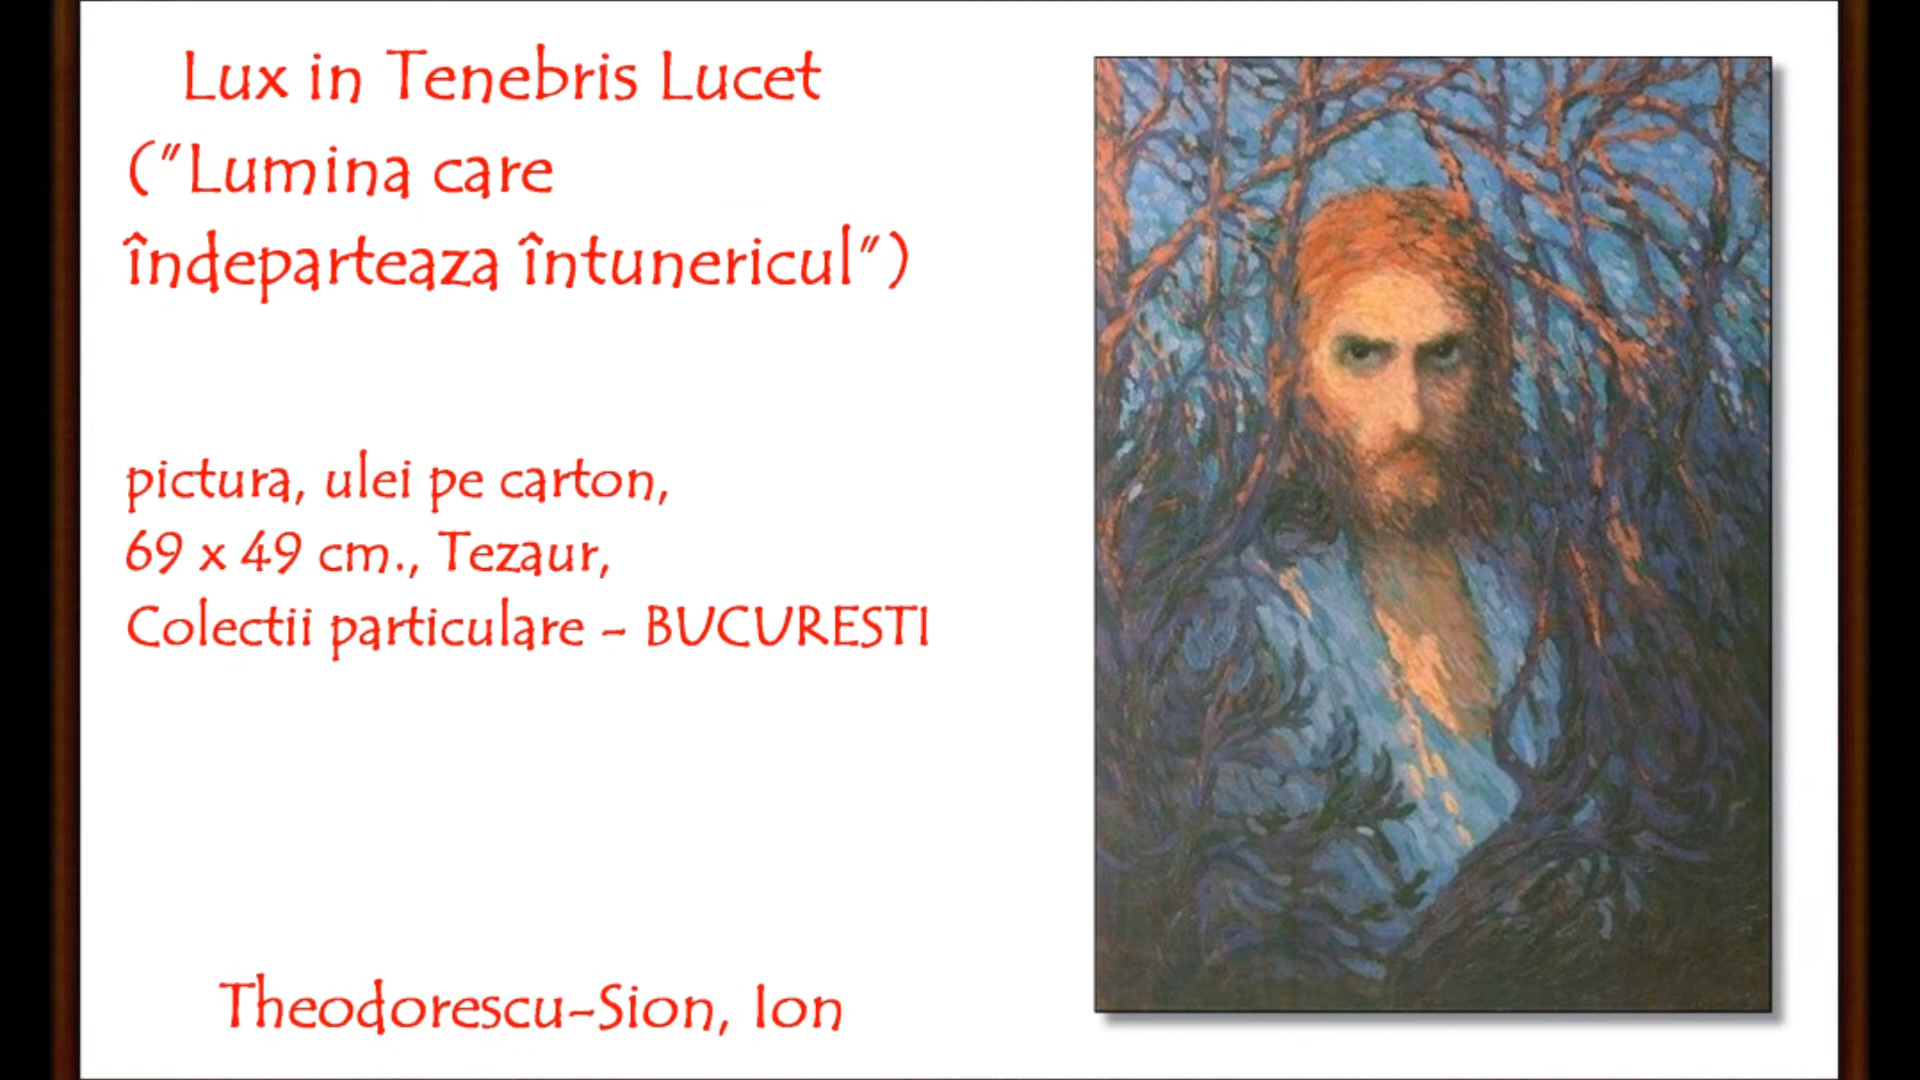 Lux in Tenebris Lucet
("Lumina care
îndeparteaza întunericul")
pictura, ulei pe carton,
69 x 49 cm., Tezaur,
Colectii particulare - BUCURESTI
Theodorescu-Sion, Ion